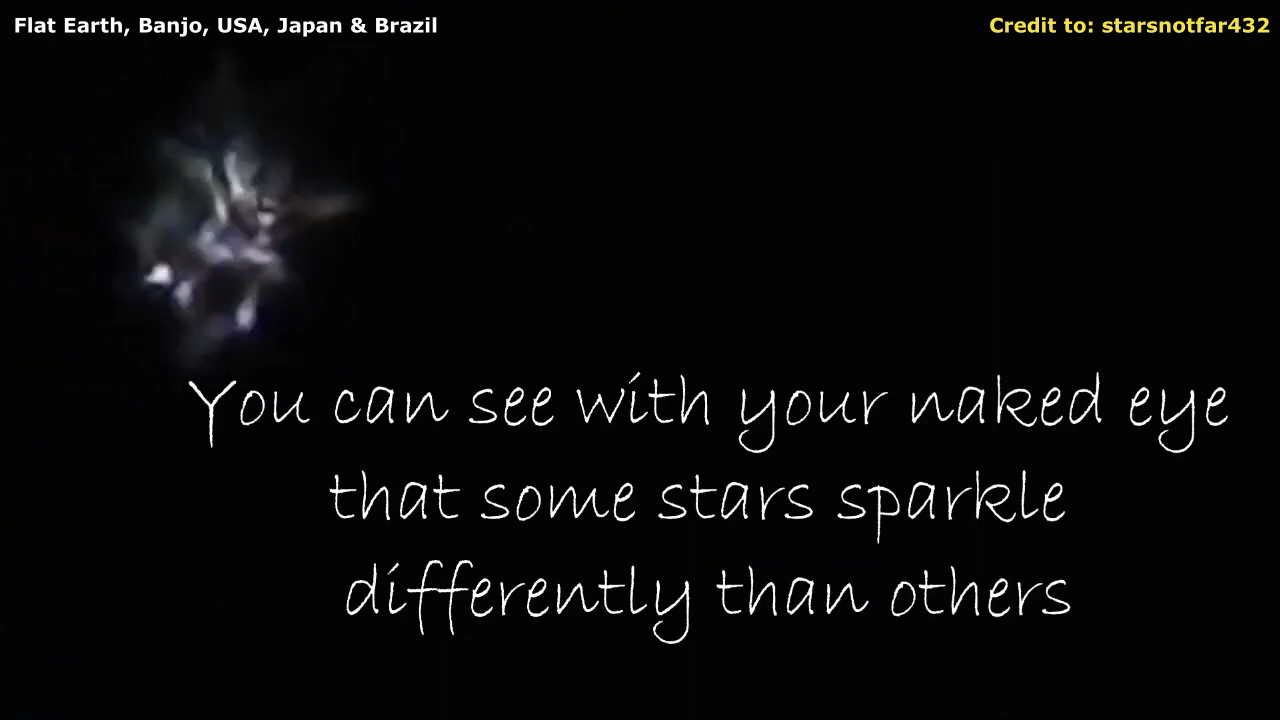 Flat Earth, Banjo, USA, Japan & Brazil
Credit to: starsnotfar432
You can see with your naked eye
that some stars sparkle
differently than others